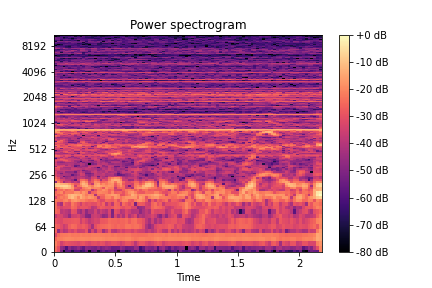 Power spectrogram
8192
4096
2048
1024
512
256
128
64
0
Hz
0
0.5
1
1.5
2
Time
+0 dB
-10 dB
-20 dB
-30 dB
-40 dB
-50 dB
-60 dB
-70 dB
-80 dB